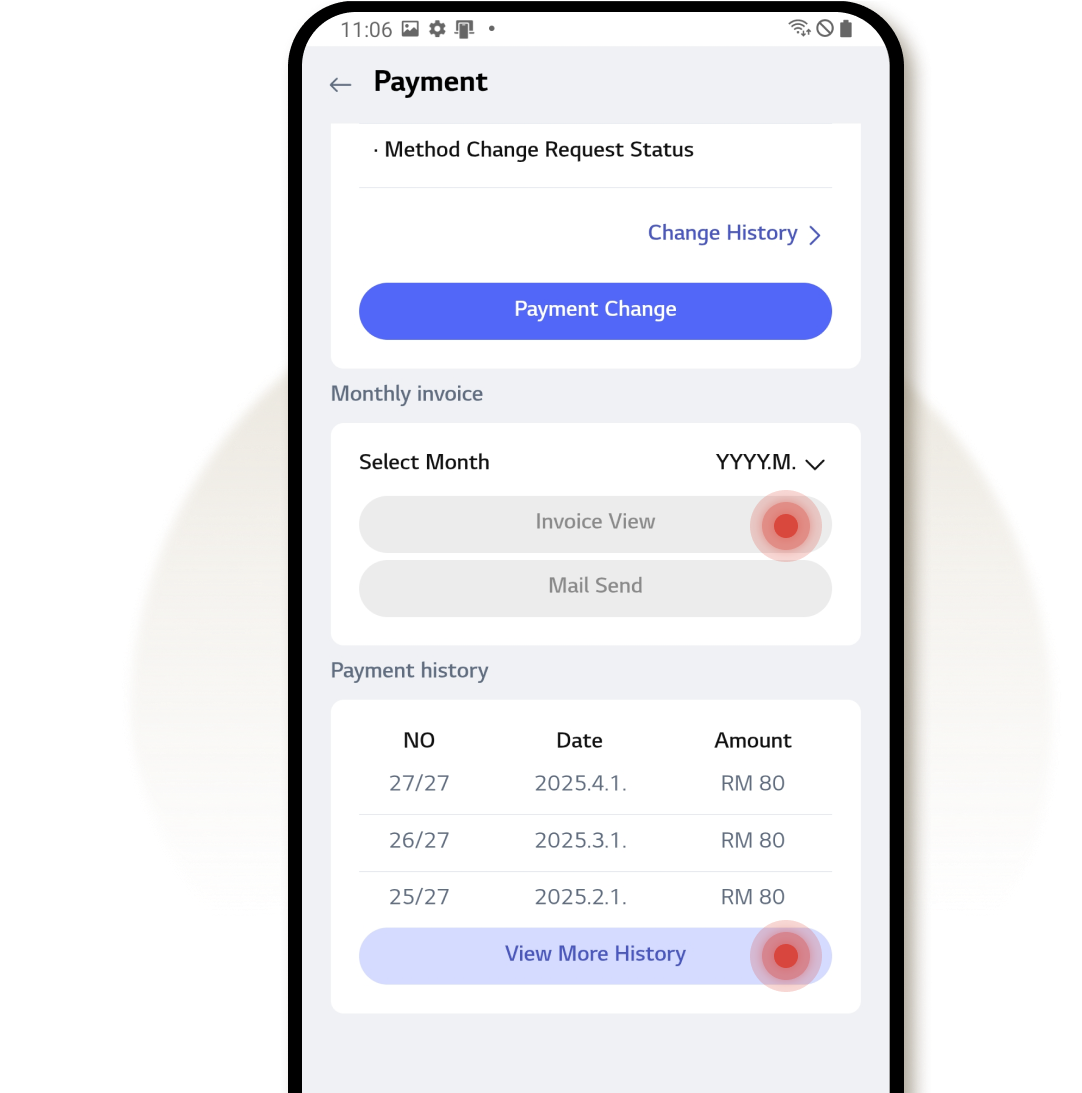 11:06
Payment
· Method Change Request Status
Change History
Payment Change
Monthly invoice
Select Month YYYY.M.
Invoice View
Mail Send
Payment history
NO Date Amount
27/27 2025.4.1. RM 80
26/27 2025.3.1. RM 80
25/27 2025.2.1. RM 80
View More History